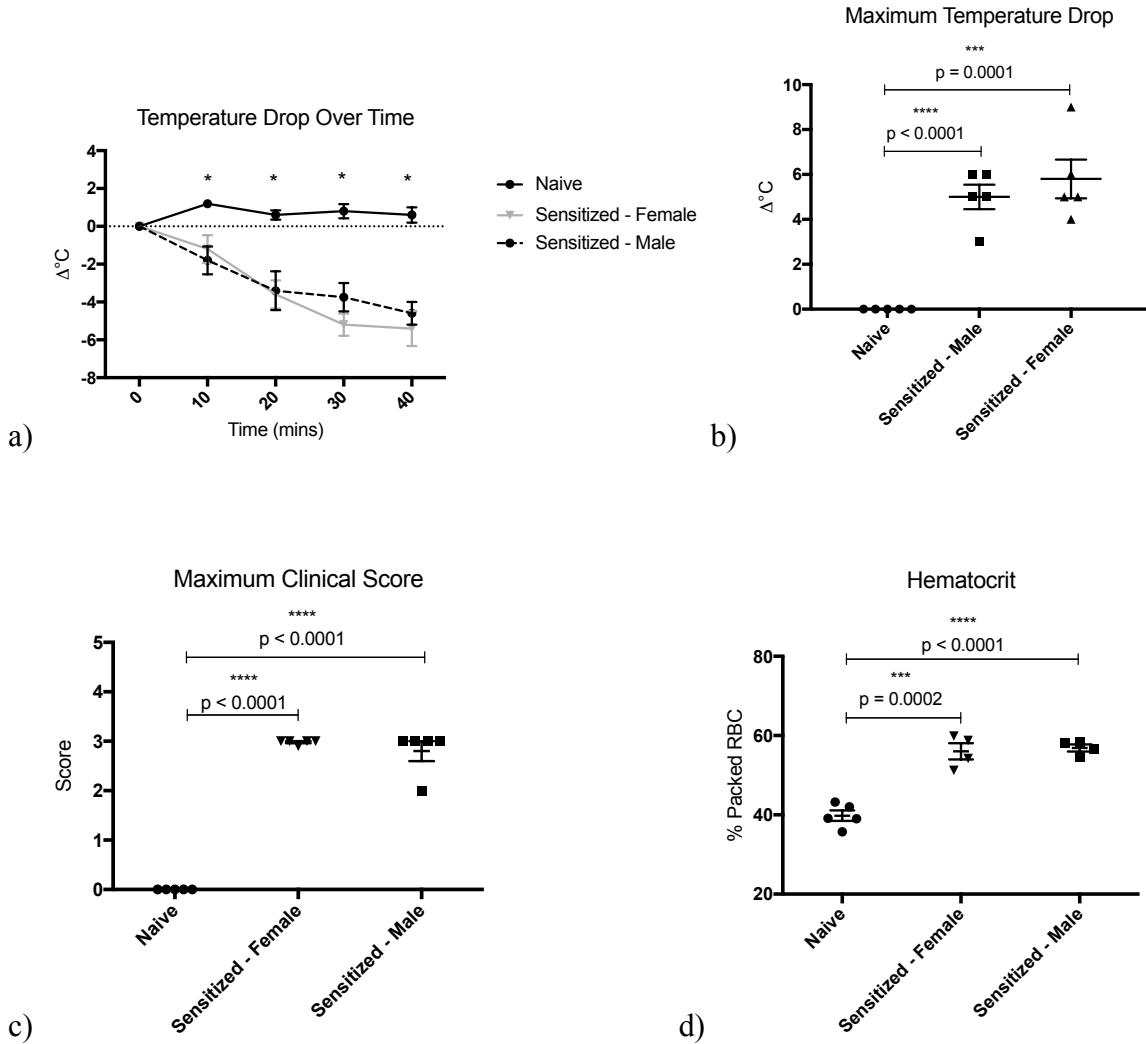 Temperature Drop Over Time
4
2
0
-2
-4
-6
-8
Δ°C
* * * *
0 10 20 30 40
Time (mins)
Naive
Sensitized - Female
Sensitized - Male
a)
Maximum Temperature Drop
***
p = 0.0001
****
p < 0.0001
10
8
6
4
2
0
Δ°C
Naive
Sensitized - Male
Sensitized - Female
b)
Maximum Clinical Score
****
p < 0.0001
****
p < 0.0001
5
4
3
2
1
0
Score
Naive
Sensitized - Female
Sensitized - Male
c)
Hematocrit
****
p < 0.0001
***
p = 0.0002
80
60
40
20
% Packed RBC
Naive
Sensitized - Female
Sensitized - Male
d)